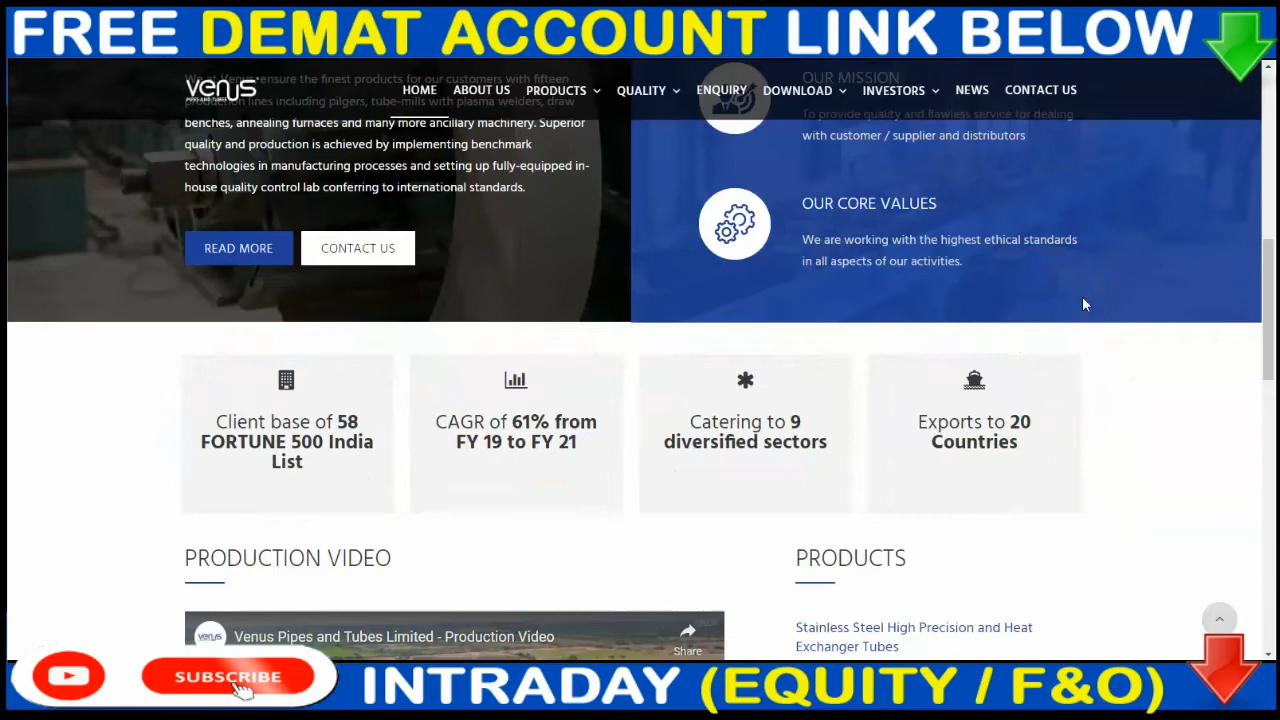 FREE DEMAT ACCOUNT LINK BELOW
We at Venus ensure the finest products for our customers with fifteen
venus
PIPES AND TUBES
HOME ABOUT US PRODUCTS QUALITY ENQUIRY DOWNLOAD INVESTORS NEWS CONTACT US
production lines including pilgers, tube-mills with plasma welders, draw
benches, annealing furnaces and many more ancillary machinery. Superior
quality and production is achieved by implementing benchmark
technologies in manufacturing processes and setting up fully-equipped in-
house quality control lab conferring to international standards.
READ MORE CONTACT US
OUR MISSION
To provide quality and flawless service for dealing
with customer / supplier and distributors
OUR CORE VALUES
We are working with the highest ethical standards
in all aspects of our activities.
Client base of 58
FORTUNE 500 India
List
CAGR of 61% from
FY 19 to FY 21
Catering to 9
diversified sectors
Exports to 20
Countries
PRODUCTION VIDEO
Venus Pipes and Tubes Limited - Production Video
venus
Share
PRODUCTS
Stainless Steel High Precision and Heat
Exchanger Tubes
SUBSCRIBE
INTRADAY (EQUITY / F&O)